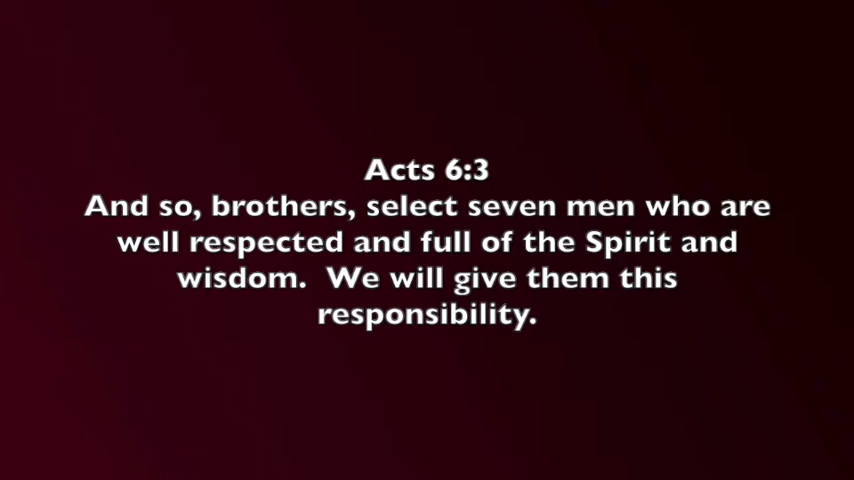 Acts 6:3
And so, brothers, select seven men who are
well respected and full of the Spirit and
wisdom.  We will give them this
responsibility.